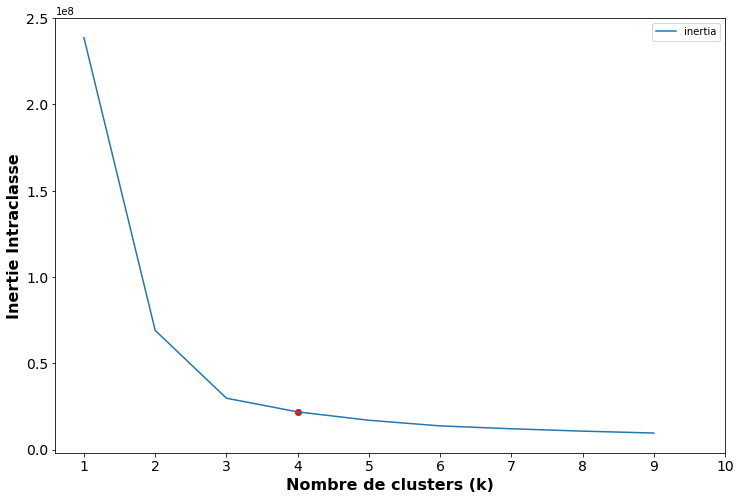 1e8
2.5
2.0
1.5
1.0
0.5
0.0
Inertie Intraclasse
inertia
1 2 3 4 5 6 7 8 9 10
Nombre de clusters (k)